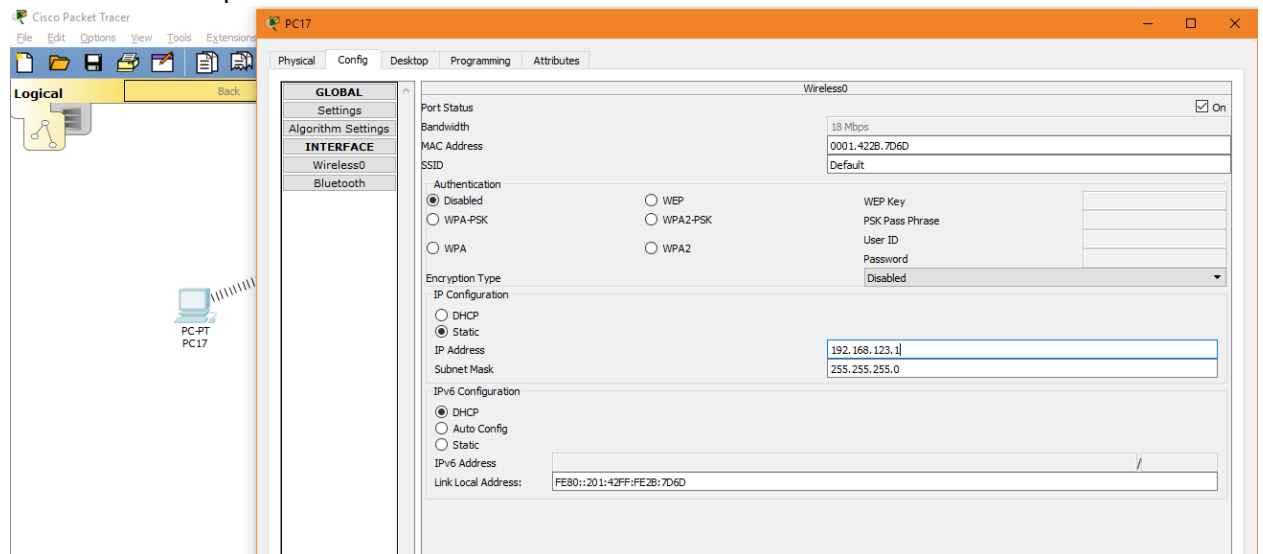 Cisco Packet Tracer
File Edit Options View Tools Extensions
Logical
Back
PC-PT
PC17
PC17
Physical Config Desktop Programming Attributes
GLOBAL
Settings
Algorithm Settings
INTERFACE
Wireless0
Bluetooth
Wireless0
Port Status On
Bandwidth 18 Mbps
MAC Address 0001.422B.7D6D
SSID Default
Authentication
Disabled WEP WEP Key
WPA-PSK WPA2-PSK PSK Pass Phrase
User ID
WPA WPA2
Password
Encryption Type Disabled
IP Configuration
DHCP
Static
IP Address 192.168.123.1
Subnet Mask 255.255.255.0
IPv6 Configuration
DHCP
Auto Config
Static
IPv6 Address /
Link Local Address: FE80::201:42FF:FE2B:7D6D